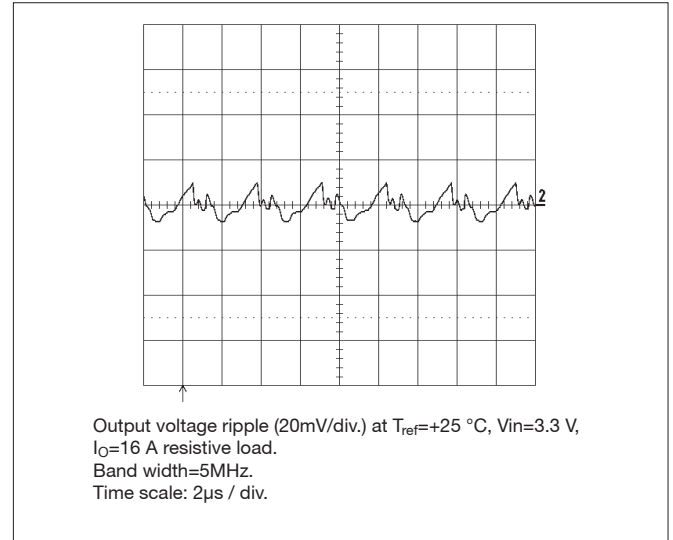 2
Output voltage ripple (20mV/div.) at Tref=+25 °C, Vin=3.3 V,
IO=16 A resistive load.
Band width=5MHz.
Time scale: 2µs / div.